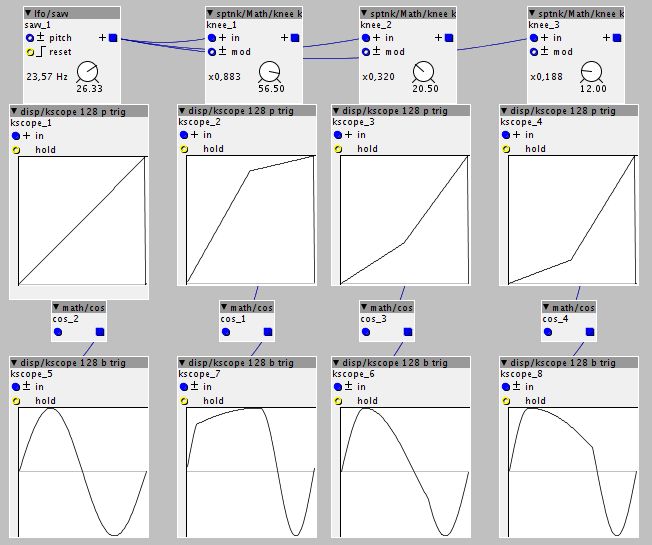 lfo/saw
saw_1
pitch
reset
23,57 Hz
26.33
sptnk/Math/knee k
knee_1
in
mod
x0,883
56.50
sptnk/Math/knee k
knee_2
in
mod
x0,320
20.50
sptnk/Math/knee k
knee_3
in
mod
x0,188
12.00
disp/kscope 128 p trig
kscope_1
in
hold
disp/kscope 128 p trig
kscope_2
in
hold
disp/kscope 128 p trig
kscope_3
in
hold
disp/kscope 128 p trig
kscope_4
in
hold
math/cos
cos_2
math/cos
cos_1
math/cos
cos_3
math/cos
cos_4
disp/kscope 128 b trig
kscope_5
in
hold
disp/kscope 128 b trig
kscope_7
in
hold
disp/kscope 128 b trig
kscope_6
in
hold
disp/kscope 128 b trig
kscope_8
in
hold